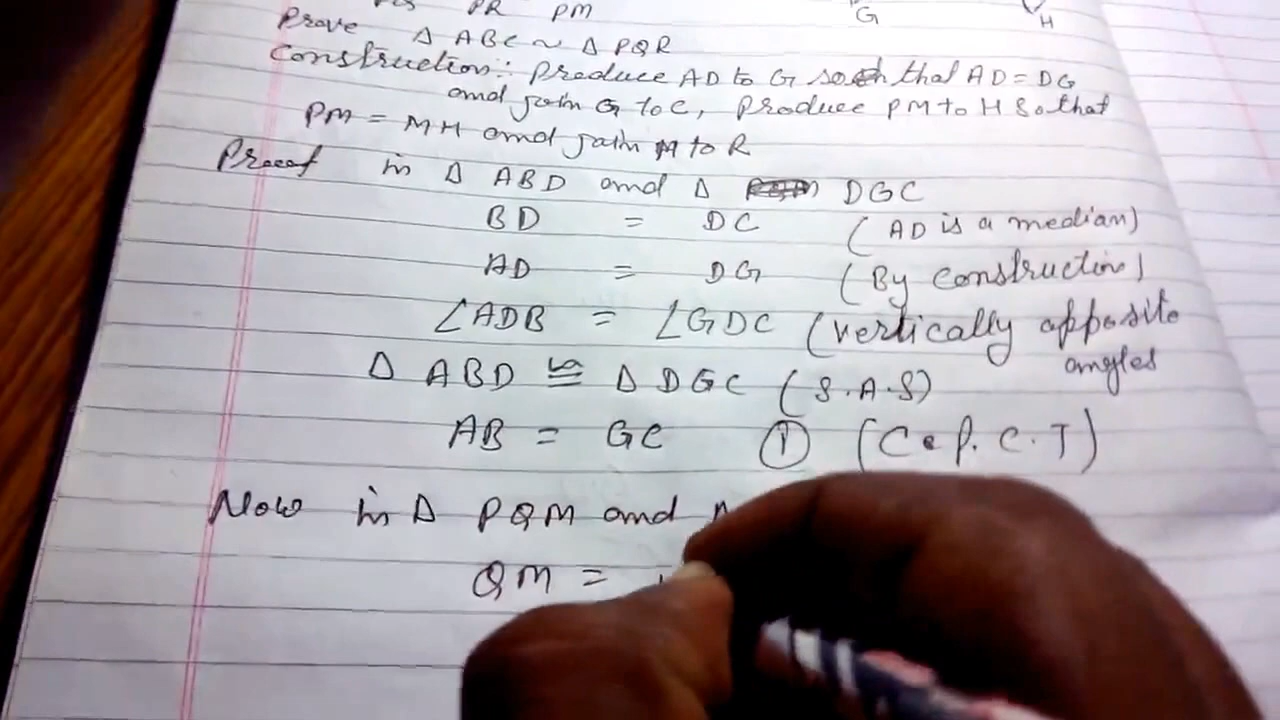 PR PM
G
H
Prove Δ ABC ~ Δ PQR
Construction: Produce AD to G such that AD = DG
and join G to C, Produce PM to H so that
PM = MH and join M to R
Proof in Δ ABD and Δ DGC
BD = DC (AD is a median)
AD = DG (By construction)
∠ADB = ∠GDC (vertically opposite
angles
Δ ABD ≅ Δ DGC (S.A.S)
AB = GC ① (C.P.C.T)
Now in Δ PQM and Δ
QM =